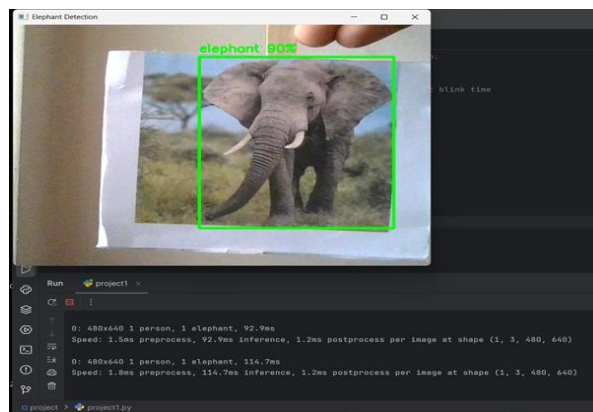 Elephant Detection
elephant 90%
blink time
Run project1
0: 480x640 1 person, 1 elephant, 92.9ms
Speed: 1.5ms preprocess, 92.9ms inference, 1.2ms postprocess per image at shape (1, 3, 480, 640)
0: 480x640 1 elephant, 114.7ms
Speed: 1.8ms preprocess, 114.7ms inference, 1.2ms postprocess per image at shape (1, 3, 480, 640)
project > project1.py